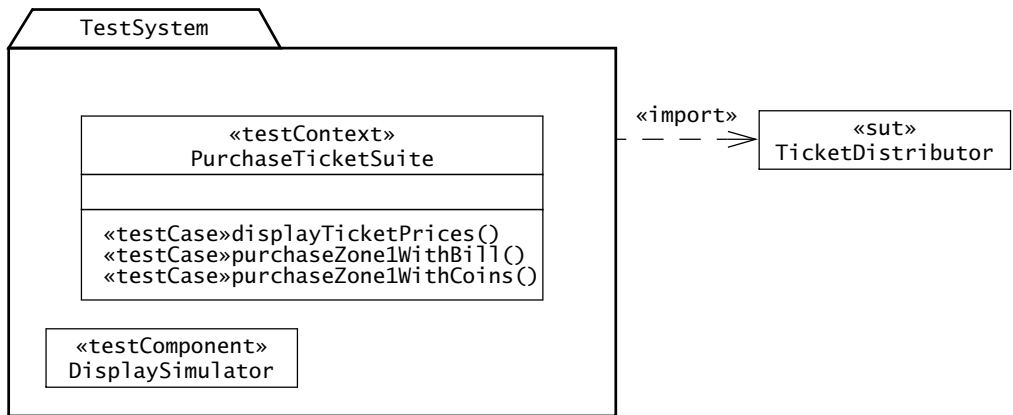 TestSystem
«import»
«sut»
TicketDistributor
«testContext»
PurchaseTicketSuite
«testCase»displayTicketPrices()
«testCase»purchaseZone1WithBill()
«testCase»purchaseZone1WithCoins()
«testComponent»
DisplaySimulator